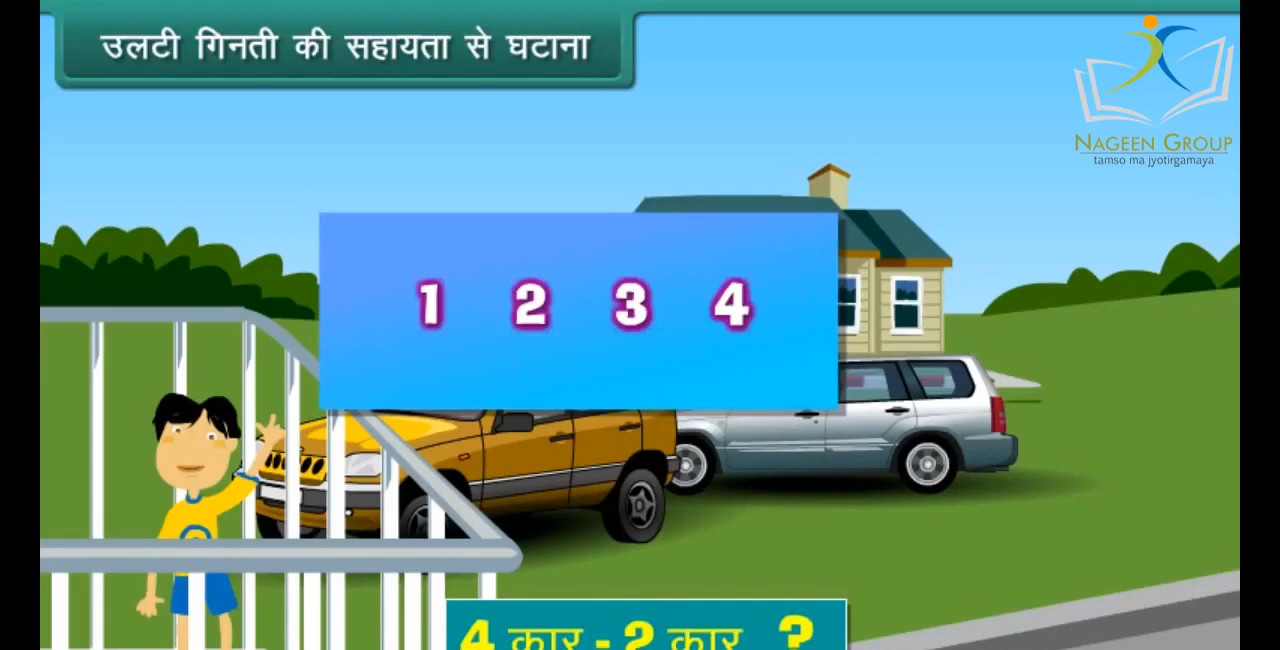 उलटी गिनती की सहायता से घटाना
NAGEEN GROUP
tamso ma jyotirgamaya
1 2 3 4
4 कार - 2 कार ?